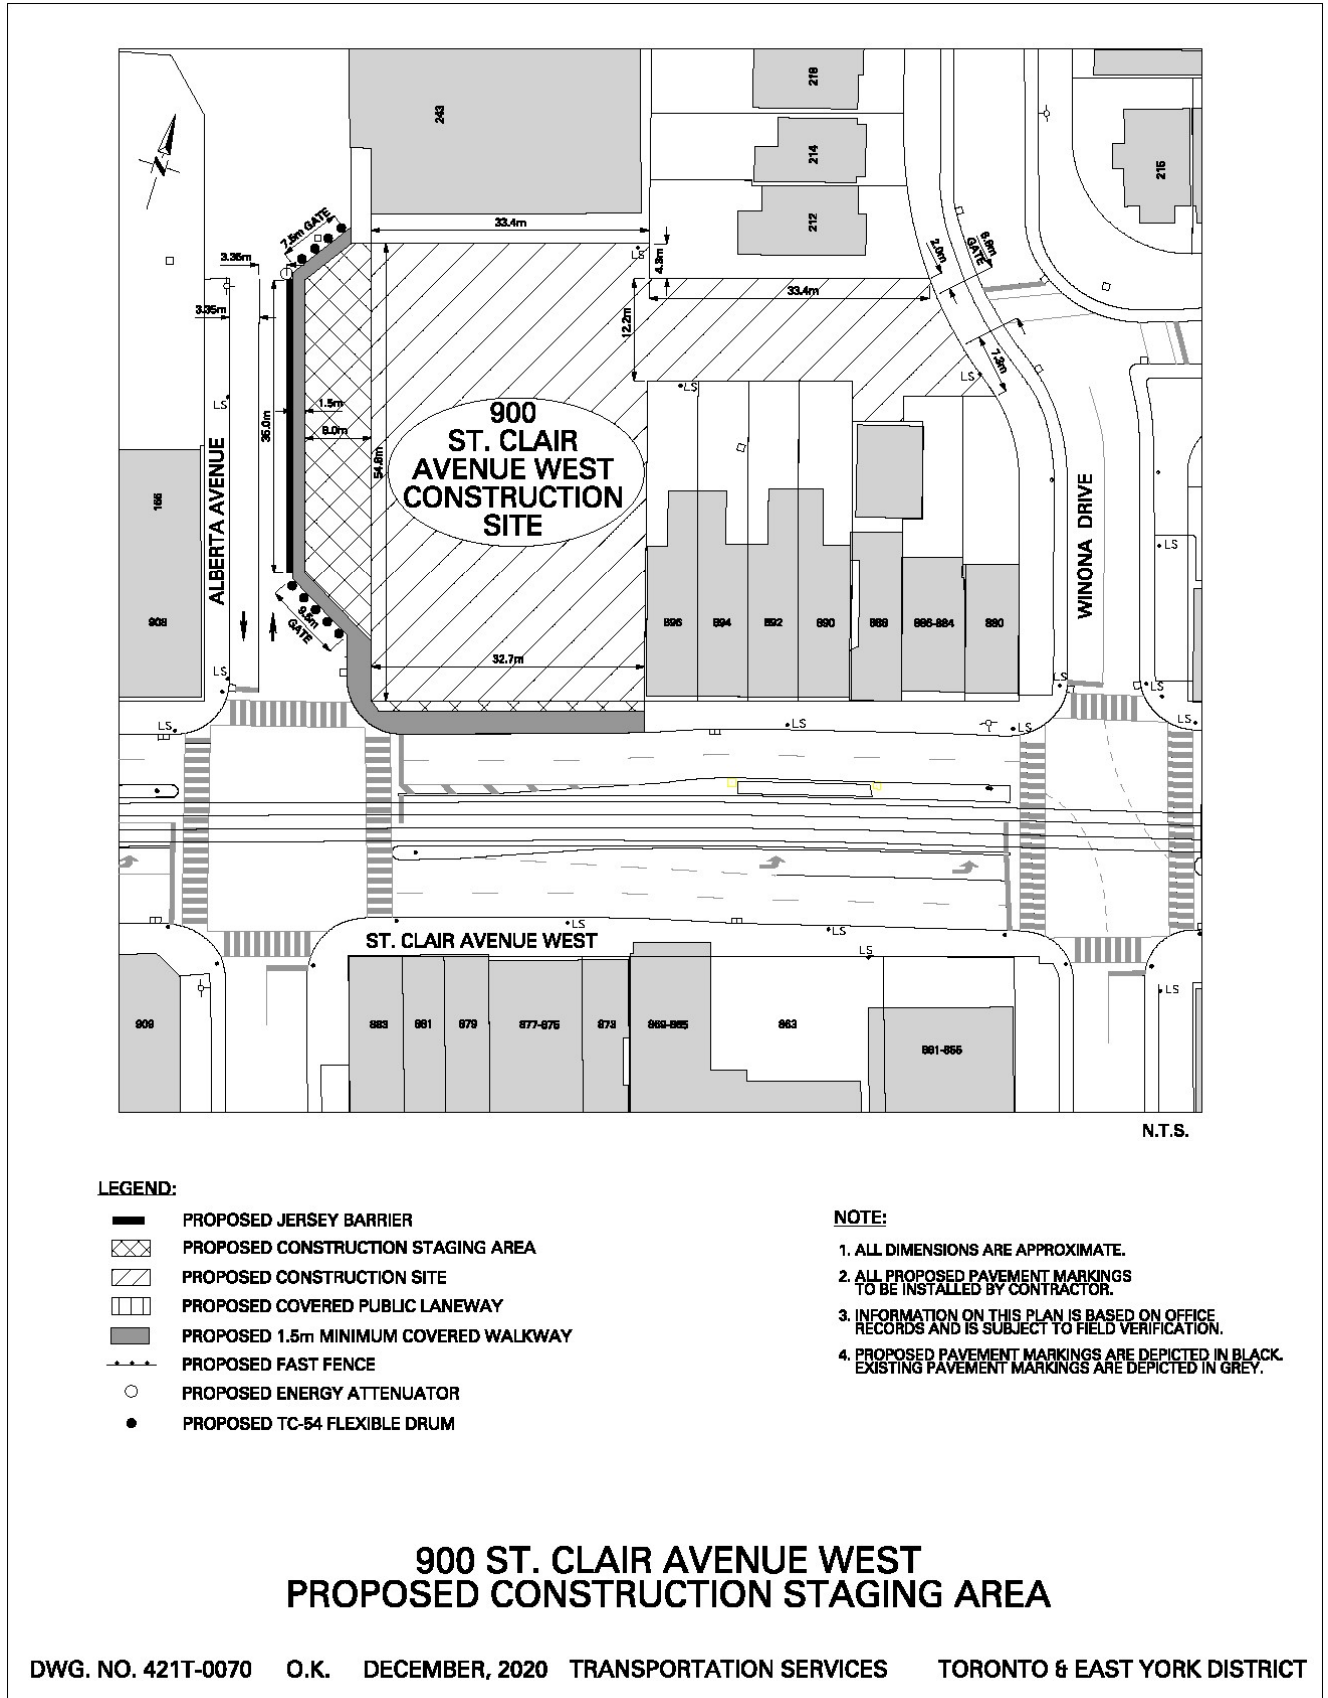 243
218
214
212
215
N
7.5m GATE
33.4m
LS
4.3m
2.0m
6.9m
GATE
3.35m
3.35m
33.4m
12.2m
7.3m
LS
LS
LS
1.5m
8.0m
35.0m
54.8m
900
ST. CLAIR
AVENUE WEST
CONSTRUCTION
SITE
ALBERTA AVENUE
WINONA DRIVE
LS
9.5m
GATE
908
896
894
892
890
888
886-884
880
32.7m
LS
LS
LS
LS
LS
LS
LS
LS
LS
LS
LS
LS
ST. CLAIR AVENUE WEST
909
883
881
879
877-875
873
869-865
863
861-855
N.T.S.
LEGEND:
PROPOSED JERSEY BARRIER
PROPOSED CONSTRUCTION STAGING AREA
PROPOSED CONSTRUCTION SITE
PROPOSED COVERED PUBLIC LANEWAY
PROPOSED 1.5m MINIMUM COVERED WALKWAY
PROPOSED FAST FENCE
PROPOSED ENERGY ATTENUATOR
PROPOSED TC-54 FLEXIBLE DRUM
NOTE:
1. ALL DIMENSIONS ARE APPROXIMATE.
2. ALL PROPOSED PAVEMENT MARKINGS
TO BE INSTALLED BY CONTRACTOR.
3. INFORMATION ON THIS PLAN IS BASED ON OFFICE
RECORDS AND IS SUBJECT TO FIELD VERIFICATION.
4. PROPOSED PAVEMENT MARKINGS ARE DEPICTED IN BLACK.
EXISTING PAVEMENT MARKINGS ARE DEPICTED IN GREY.
900 ST. CLAIR AVENUE WEST
PROPOSED CONSTRUCTION STAGING AREA
DWG. NO. 421T-0070 O.K. DECEMBER, 2020 TRANSPORTATION SERVICES TORONTO & EAST YORK DISTRICT